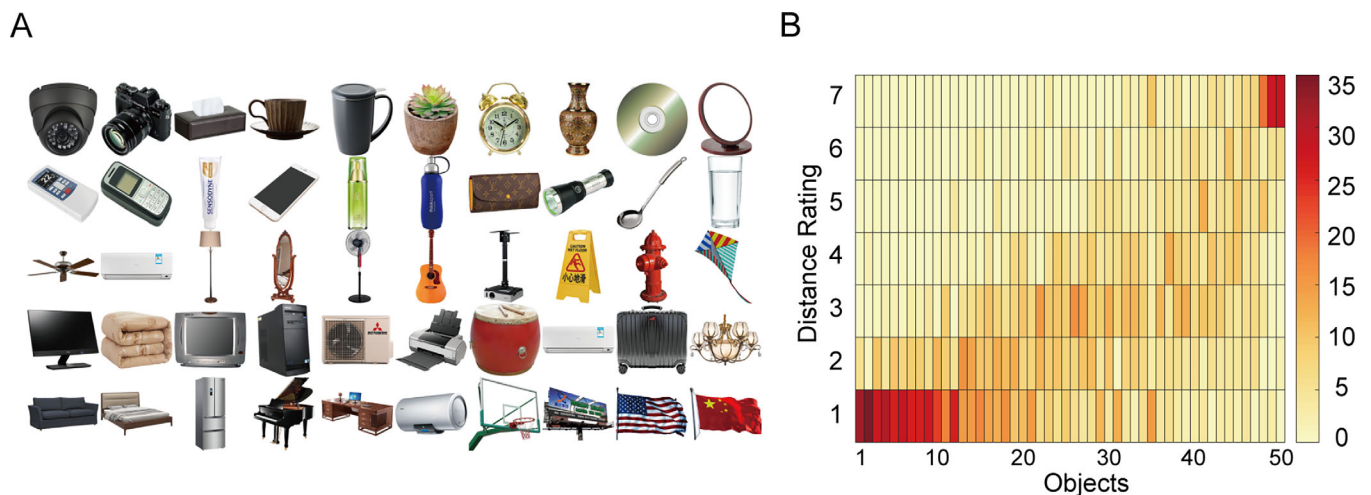 A
B
22
SENSODYNE
CAUTION
WET FLOOR
小心地滑
Distance Rating
7
6
5
4
3
2
1
1
10
20
30
40
50
Objects
35
30
25
20
15
10
5
0